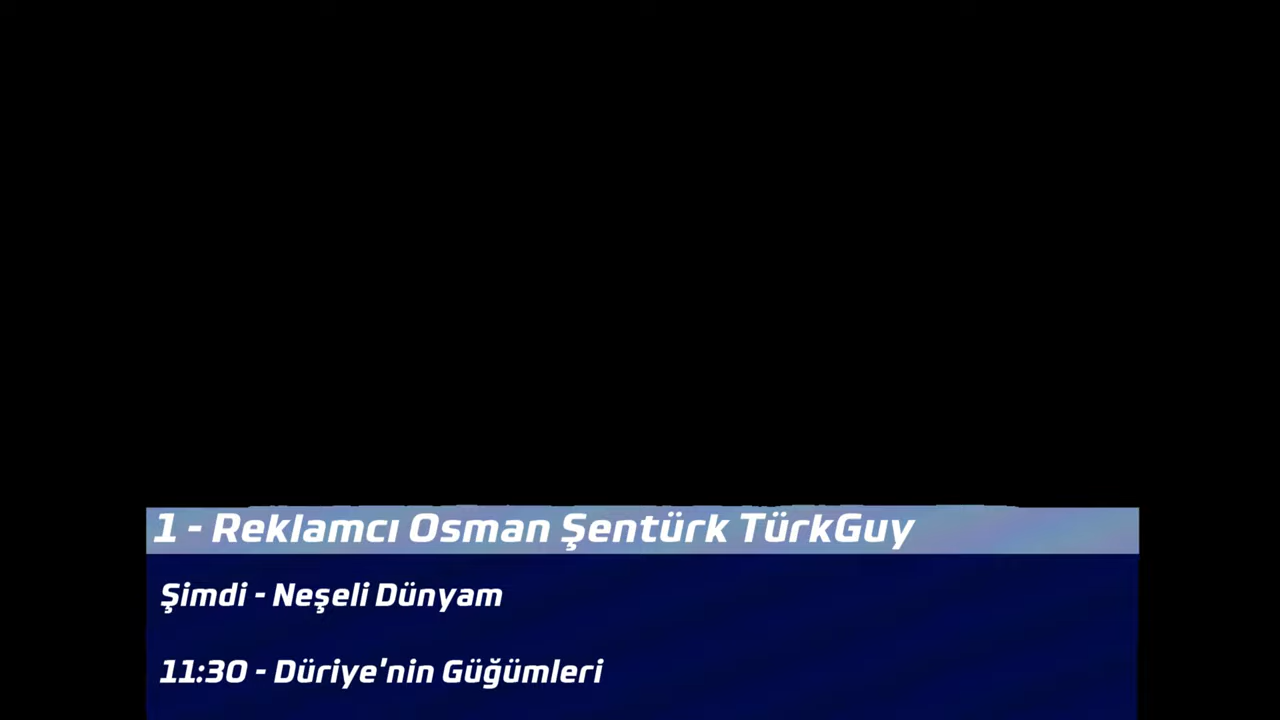 1 - Reklamcı Osman Şentürk TürkGuy
Şimdi - Neşeli Dünyam
11:30 - Düriye'nin Güğümleri